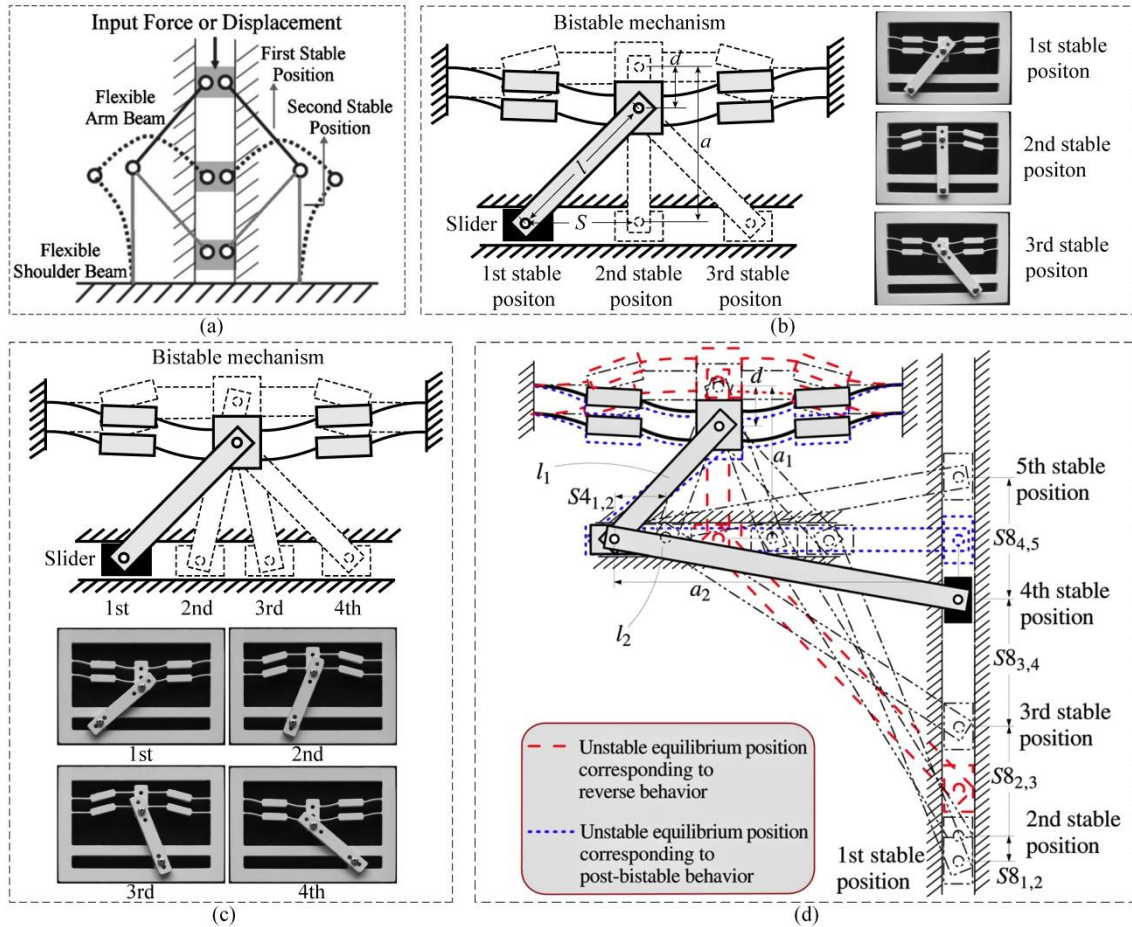 Input Force or Displacement
First Stable
Position
Flexible
Arm Beam
Second Stable
Position
Flexible
Shoulder Beam
(a)
Bistable mechanism
d
a
l
S
Slider
1st stable
positon
2nd stable
positon
3rd stable
positon
1st stable
positon
2nd stable
positon
3rd stable
positon
(b)
Bistable mechanism
Slider
1st
2nd
3rd
4th
1st
2nd
3rd
4th
(c)
d
a1
l1
S41,2
a2
l2
5th stable
position
S84,5
4th stable
position
S83,4
3rd stable
position
S82,3
2nd stable
position
1st stable
position
S81,2
Unstable equilibrium position
corresponding to
reverse behavior
Unstable equilibrium position
corresponding to
post-bistable behavior
(d)